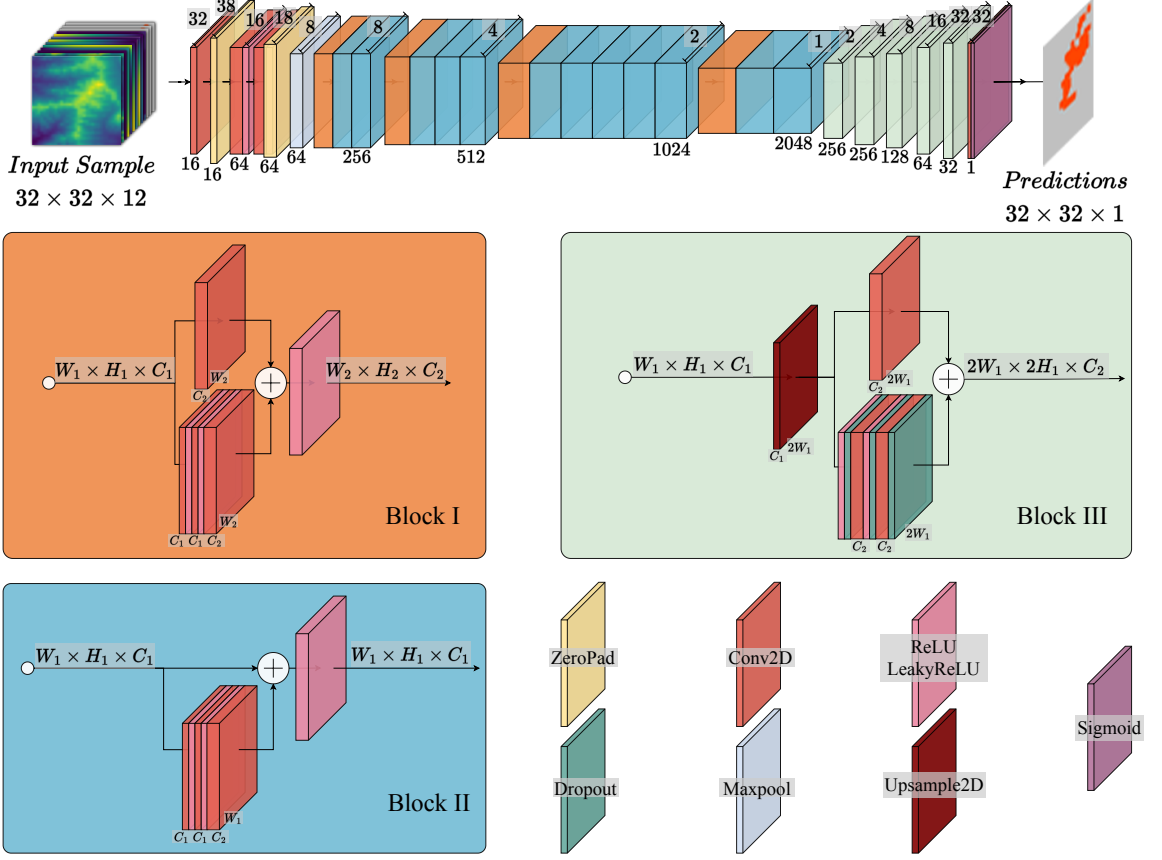 32 38 16 18 8 8 4 2 1 2 4 8 16 32 32
16 16 64 64 64 256 512 1024 2048 256 256 128 64 32 1
Input Sample
32 × 32 × 12
Predictions
32 × 32 × 1
W₁ × H₁ × C₁
W₂
C₂
W₂ × H₂ × C₂
W₂
C₁ C₁ C₂
Block I
W₁ × H₁ × C₁
C₁ 2W₁
C₂ 2W₁
2W₁ × 2H₁ × C₂
C₂ C₂ 2W₁
Block III
W₁ × H₁ × C₁
W₁ × H₁ × C₁
W₁
C₁ C₁ C₂
Block II
ZeroPad
Conv2D
ReLU
LeakyReLU
Sigmoid
Dropout
Maxpool
Upsample2D